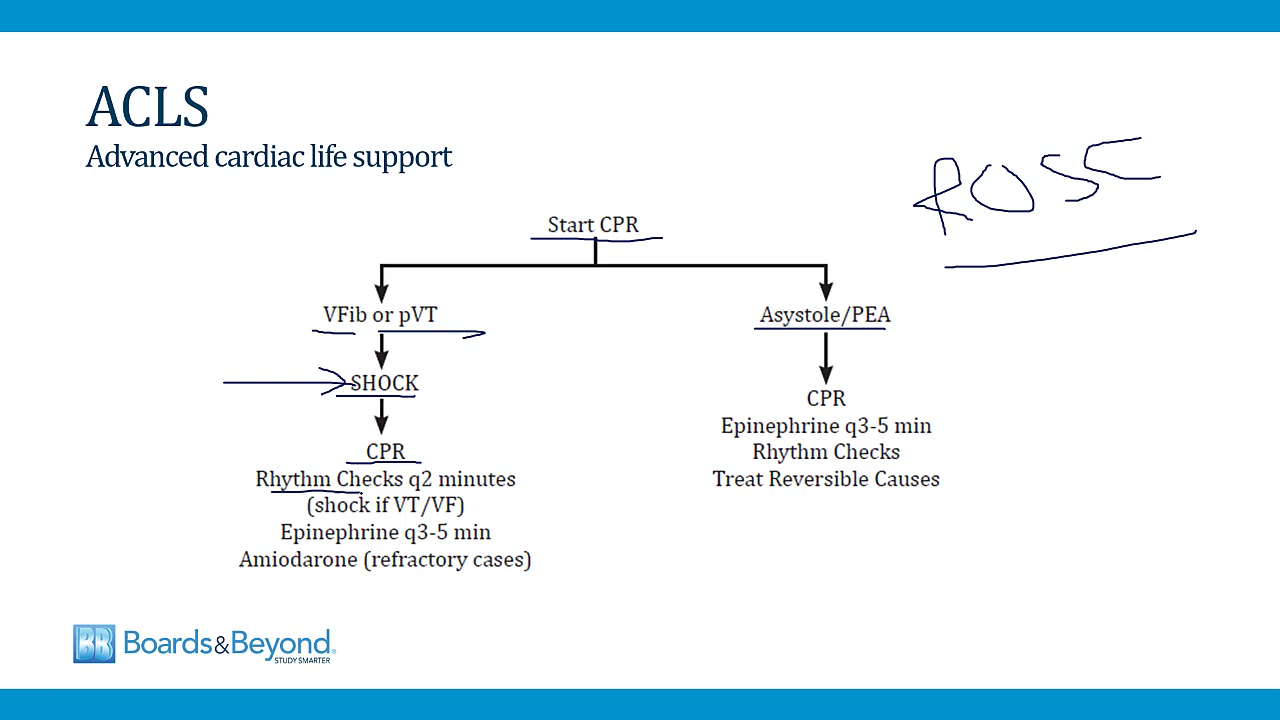 ACLS
Advanced cardiac life support
ROSC
Start CPR
VFib or pVT
SHOCK
CPR
Rhythm Checks q2 minutes
(shock if VT/VF)
Epinephrine q3-5 min
Amiodarone (refractory cases)
Asystole/PEA
CPR
Epinephrine q3-5 min
Rhythm Checks
Treat Reversible Causes
BB Boards&Beyond®
STUDY SMARTER